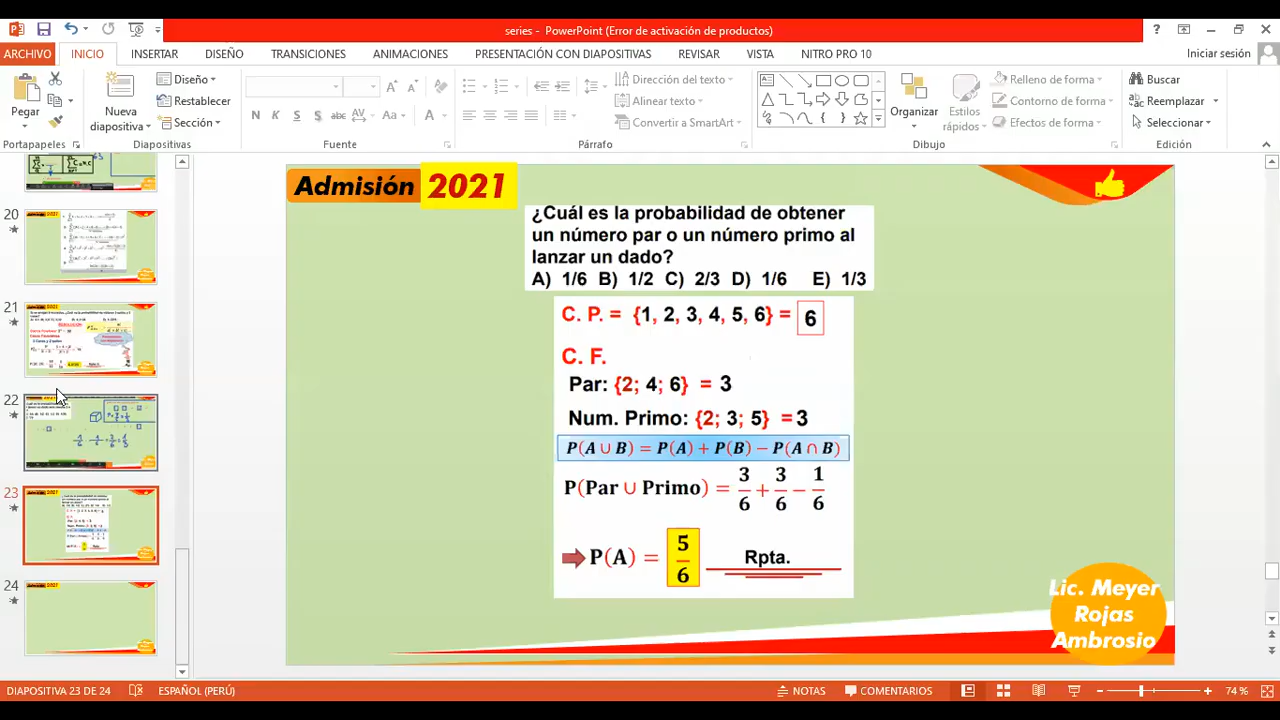 series - PowerPoint (Error de activación de productos)
ARCHIVO INICIO INSERTAR DISEÑO TRANSICIONES ANIMACIONES PRESENTACIÓN CON DIAPOSITIVAS REVISAR VISTA NITRO PRO 10 Iniciar sesión
Pegar
Nueva diapositiva
Diseño
Restablecer
Sección
N K S S abc AV Aa A
Dirección del texto
Alinear texto
Convertir a SmartArt
Organizar
Estilos rápidos
Relleno de forma
Contorno de forma
Efectos de forma
Buscar
Reemplazar
Seleccionar
Portapapeles Diapositivas Fuente Párrafo Dibujo Edición
20
21
22
23
24
Admisión 2021
¿Cuál es la probabilidad de obtener
un número par o un número primo al
lanzar un dado?
A) 1/6 B) 1/2 C) 2/3 D) 1/6 E) 1/3
C. P. = {1, 2, 3, 4, 5, 6} = 6
C. F.
Par: {2; 4; 6} = 3
Num. Primo: {2; 3; 5} = 3
P(A ∪ B) = P(A) + P(B) − P(A ∩ B)
P(Par ∪ Primo) = 3/6 + 3/6 − 1/6
P(A) = 5/6 Rpta.
Lic. Meyer
Rojas
Ambrosio
DIAPOSITIVA 23 DE 24 ESPAÑOL (PERÚ) NOTAS COMENTARIOS 74 %